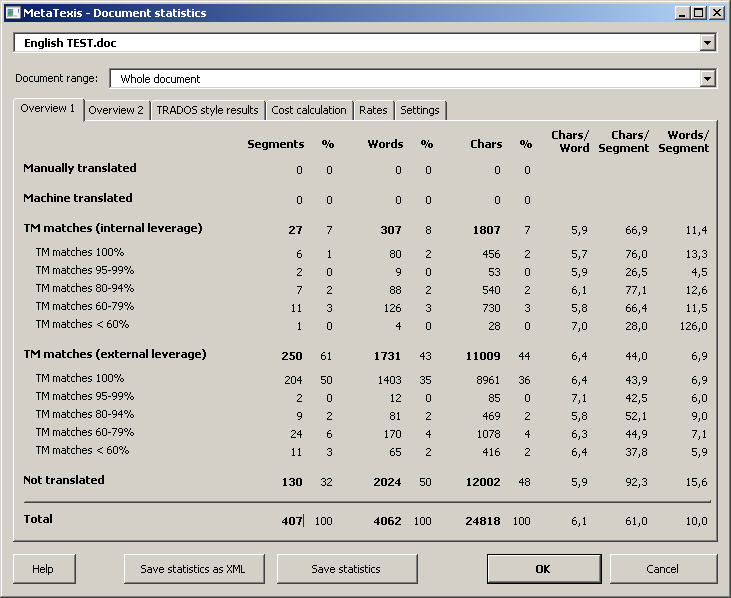 MetaTexis - Document statistics
English TEST.doc
Document range: Whole document
Overview 1 Overview 2 TRADOS style results Cost calculation Rates Settings
Chars/ Chars/ Words/
Segments % Words % Chars % Word Segment Segment
Manually translated 0 0 0 0 0 0
Machine translated 0 0 0 0 0 0
TM matches (internal leverage) 27 7 307 8 1807 7 5,9 66,9 11,4
TM matches 100% 6 1 80 2 456 2 5,7 76,0 13,3
TM matches 95-99% 2 0 9 0 53 0 5,9 26,5 4,5
TM matches 80-94% 7 2 88 2 540 2 6,1 77,1 12,6
TM matches 60-79% 11 3 126 3 730 3 5,8 66,4 11,5
TM matches < 60% 1 0 4 0 28 0 7,0 28,0 126,0
TM matches (external leverage) 250 61 1731 43 11009 44 6,4 44,0 6,9
TM matches 100% 204 50 1403 35 8961 36 6,4 43,9 6,9
TM matches 95-99% 2 0 12 0 85 0 7,1 42,5 6,0
TM matches 80-94% 9 2 81 2 469 2 5,8 52,1 9,0
TM matches 60-79% 24 6 170 4 1078 4 6,3 44,9 7,1
TM matches < 60% 11 3 65 2 416 2 6,4 37,8 5,9
Not translated 130 32 2024 50 12002 48 5,9 92,3 15,6
Total 407 100 4062 100 24818 100 6,1 61,0 10,0
Help Save statistics as XML Save statistics OK Cancel